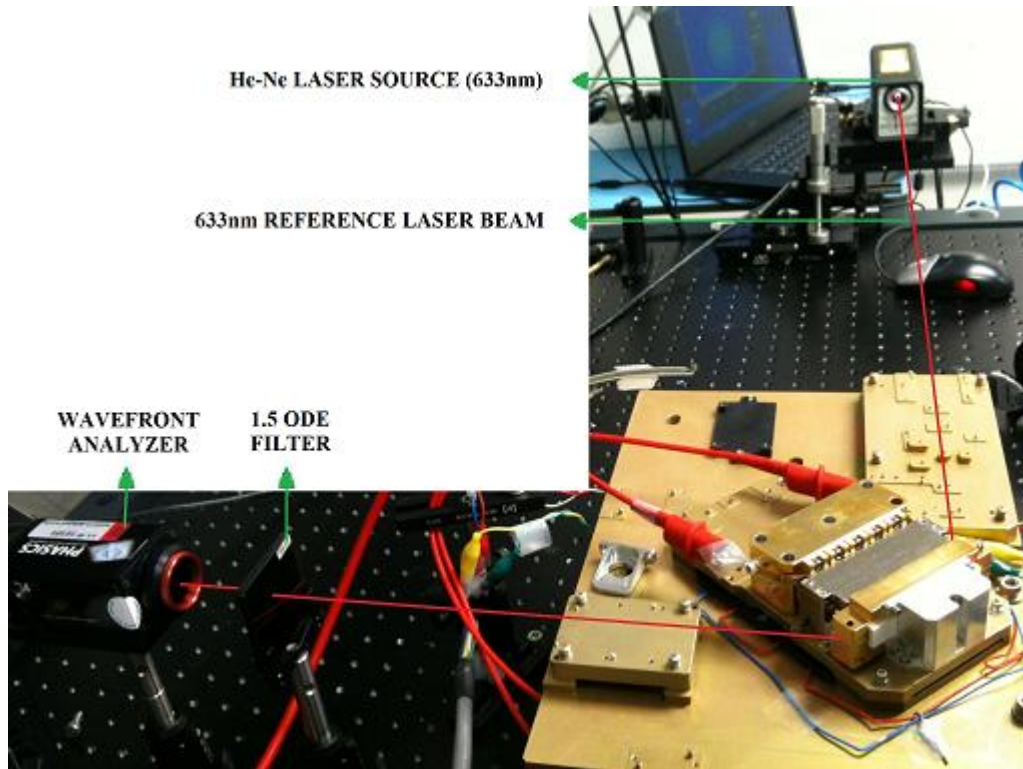 He-Ne LASER SOURCE (633nm)
633nm REFERENCE LASER BEAM
WAVEFRONT
ANALYZER
1.5 ODE
FILTER
PHASICS